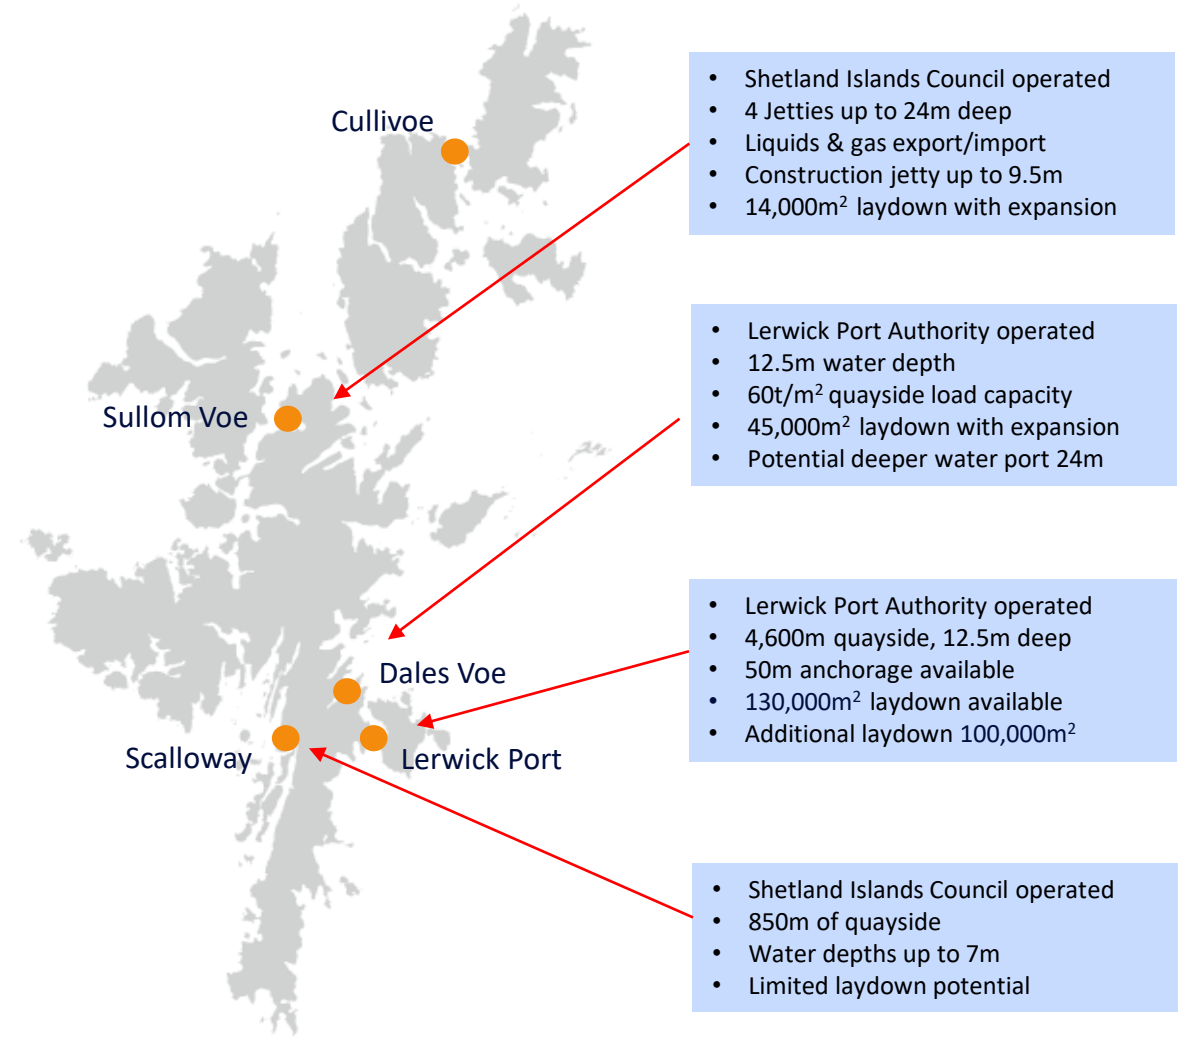 Cullivoe
Sullom Voe
Dales Voe
Scalloway
Lerwick Port
• Shetland Islands Council operated
• 4 Jetties up to 24m deep
• Liquids & gas export/import
• Construction jetty up to 9.5m
• 14,000m² laydown with expansion
• Lerwick Port Authority operated
• 12.5m water depth
• 60t/m² quayside load capacity
• 45,000m² laydown with expansion
• Potential deeper water port 24m
• Lerwick Port Authority operated
• 4,600m quayside, 12.5m deep
• 50m anchorage available
• 130,000m² laydown available
• Additional laydown 100,000m²
• Shetland Islands Council operated
• 850m of quayside
• Water depths up to 7m
• Limited laydown potential